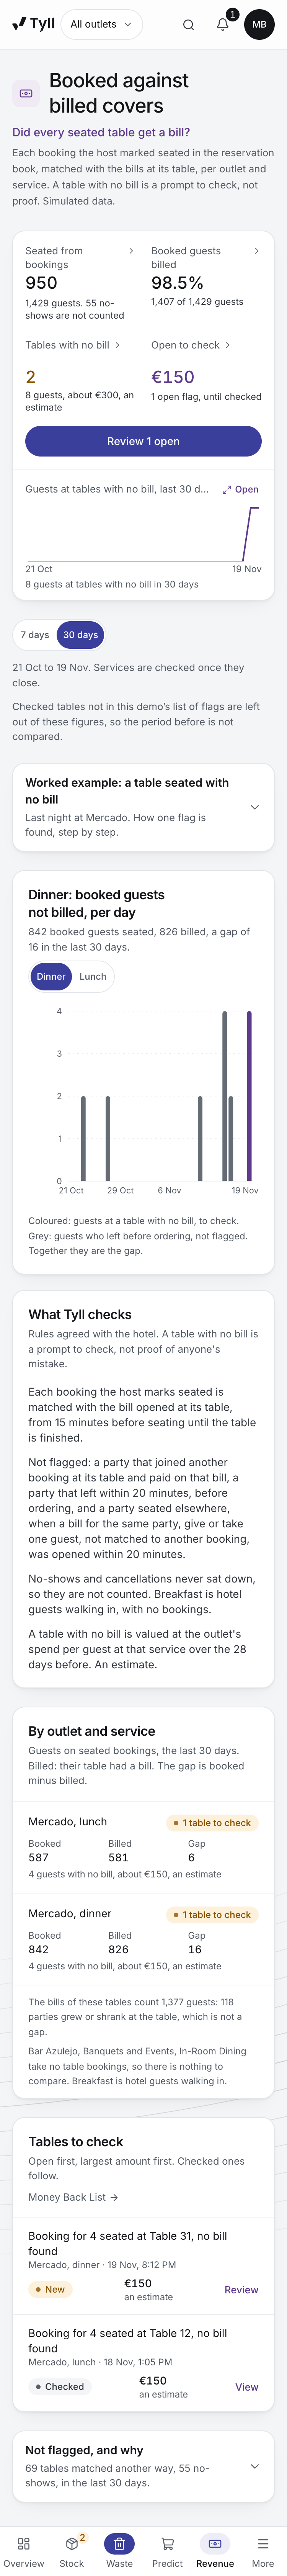 Tyll
All outlets
1
MB
Booked against
billed covers
Did every seated table get a bill?
Each booking the host marked seated in the reservation
book, matched with the bills at its table, per outlet and
service. A table with no bill is a prompt to check, not
proof. Simulated data.
Seated from
bookings
950
1,429 guests. 55 no-
shows are not counted
Booked guests
billed
98.5%
1,407 of 1,429 guests
Tables with no bill
2
8 guests, about €300, an
estimate
Open to check
€150
1 open flag, until checked
Review 1 open
Guests at tables with no bill, last 30 d...
Open
21 Oct
19 Nov
8 guests at tables with no bill in 30 days
7 days
30 days
21 Oct to 19 Nov. Services are checked once they
close.
Checked tables not in this demo's list of flags are left
out of these figures, so the period before is not
compared.
Worked example: a table seated with
no bill
Last night at Mercado. How one flag is
found, step by step.
Dinner: booked guests
not billed, per day
842 booked guests seated, 826 billed, a gap of
16 in the last 30 days.
Dinner
Lunch
4
3
2
1
0
21 Oct
29 Oct
6 Nov
19 Nov
Coloured: guests at a table with no bill, to check.
Grey: guests who left before ordering, not flagged.
Together they are the gap.
What Tyll checks
Rules agreed with the hotel. A table with no bill is
a prompt to check, not proof of anyone's
mistake.
Each booking the host marks seated is
matched with the bill opened at its table,
from 15 minutes before seating until the table
is finished.
Not flagged: a party that joined another
booking at its table and paid on that bill, a
party that left within 20 minutes, before
ordering, and a party seated elsewhere,
when a bill for the same party, give or take
one guest, not matched to another booking,
was opened within 20 minutes.
No-shows and cancellations never sat down,
so they are not counted. Breakfast is hotel
guests walking in, with no bookings.
A table with no bill is valued at the outlet's
spend per guest at that service over the 28
days before. An estimate.
By outlet and service
Guests on seated bookings, the last 30 days.
Billed: their table had a bill. The gap is booked
minus billed.
Mercado, lunch
1 table to check
Booked
Billed
Gap
587
581
6
4 guests with no bill, about €150, an estimate
Mercado, dinner
1 table to check
Booked
Billed
Gap
842
826
16
4 guests with no bill, about €150, an estimate
The bills of these tables count 1,377 guests: 118
parties grew or shrank at the table, which is not a
gap.
Bar Azulejo, Banquets and Events, In-Room Dining
take no table bookings, so there is nothing to
compare. Breakfast is hotel guests walking in.
Tables to check
Open first, largest amount first. Checked ones
follow.
Money Back List →
Booking for 4 seated at Table 31, no bill
found
Mercado, dinner · 19 Nov, 8:12 PM
New
€150
an estimate
Review
Booking for 4 seated at Table 12, no bill
found
Mercado, lunch · 18 Nov, 1:05 PM
Checked
€150
an estimate
View
Not flagged, and why
69 tables matched another way, 55 no-
shows, in the last 30 days.
2
Overview
Stock
Waste
Predict
Revenue
More